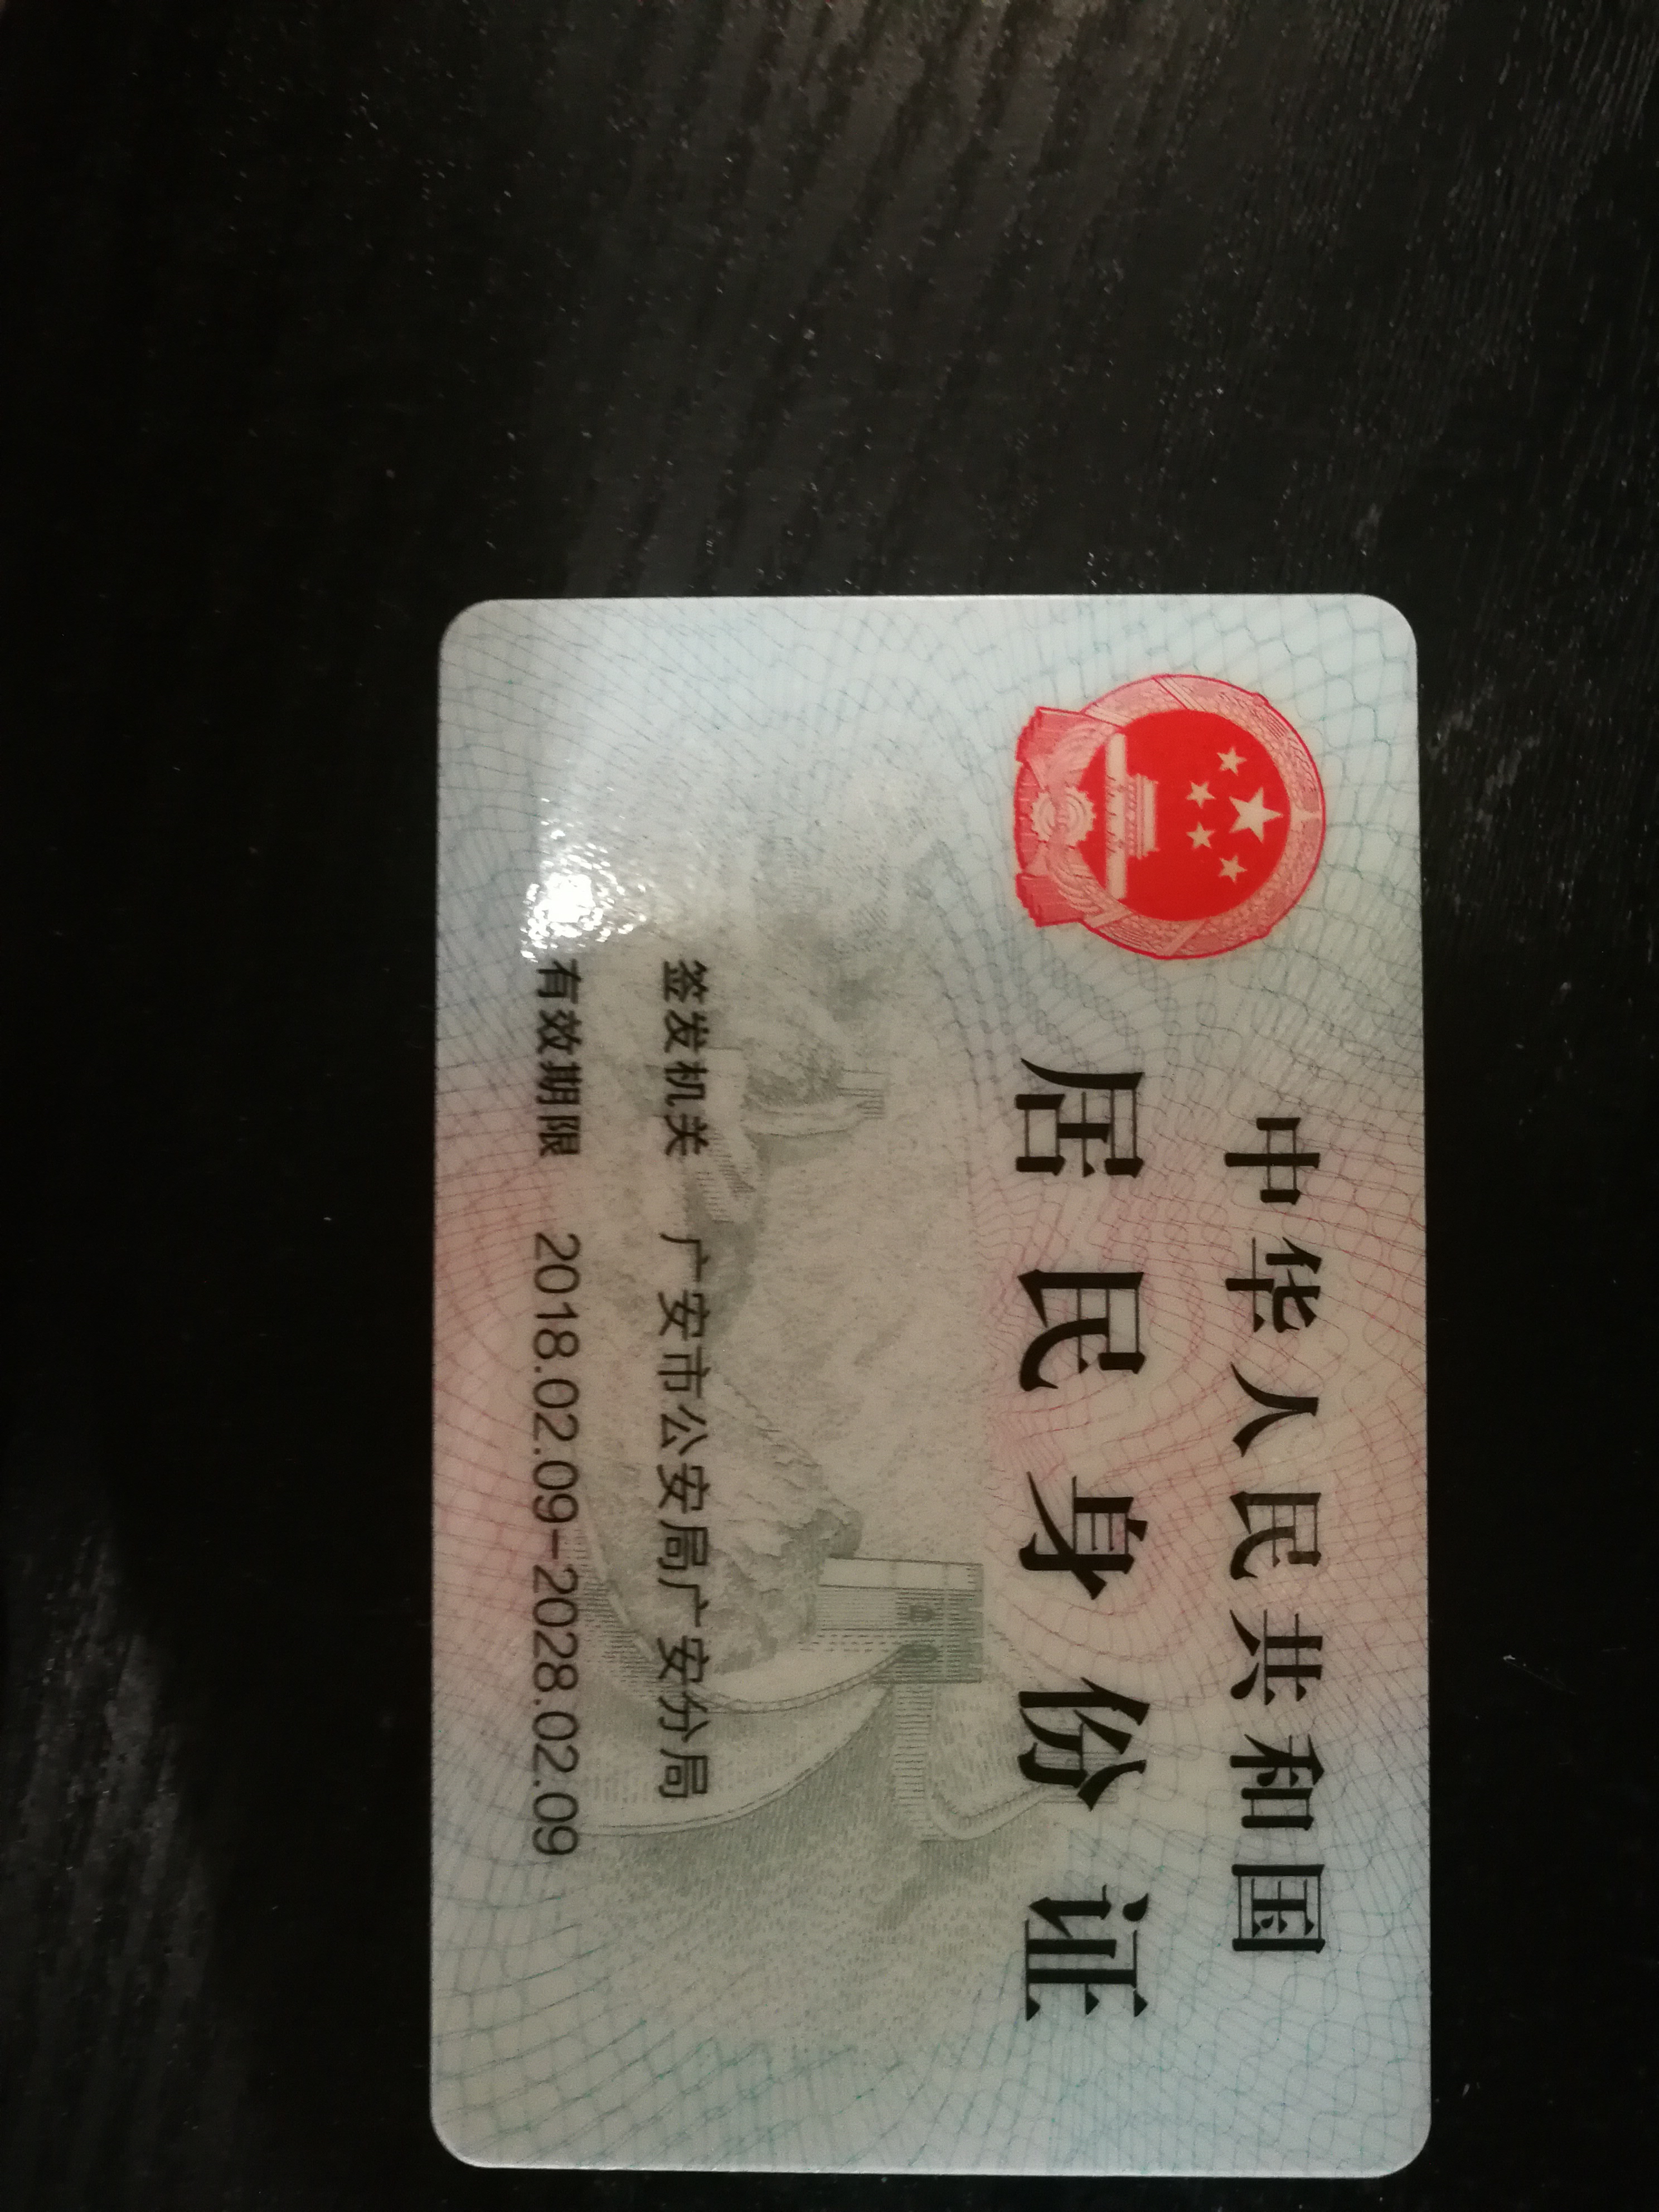 中华人民共和国
居民身份证
签发机关 广安市公安局广安分局
有效期限 2018.02.09-2028.02.09